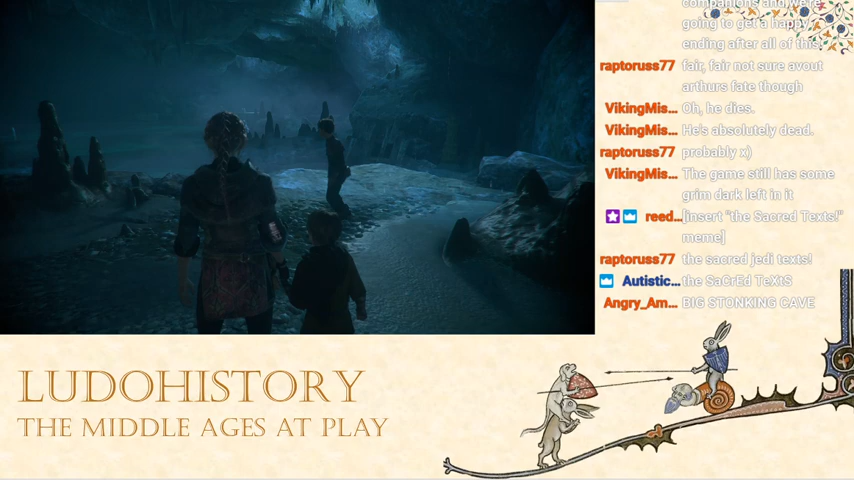 companions and we're
going to get a happy
ending after all of this
raptoruss77 fair, fair not sure avout
arthurs fate though
VikingMis... Oh, he dies.
VikingMis... He's absolutely dead.
raptoruss77 probably x)
VikingMis... The game still has some
grim dark left in it
reed... [insert "the Sacred Texts!"
meme]
raptoruss77 the sacred jedi texts!
Autistic... the SaCrEd TeXtS
Angry_Am... BIG STONKING CAVE
LUDOHISTORY
THE MIDDLE AGES AT PLAY